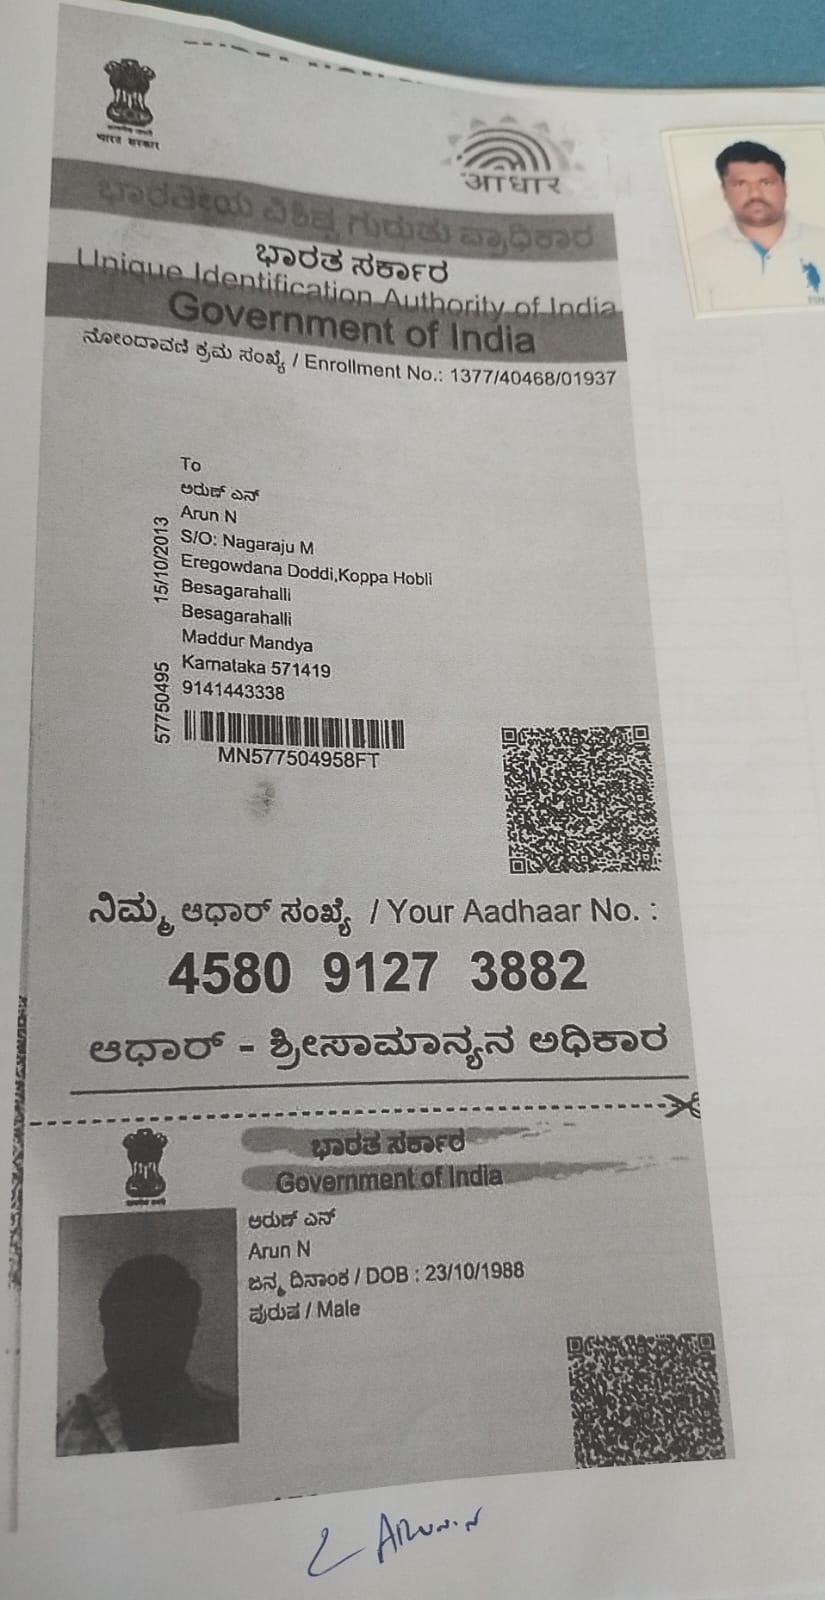 भारत सरकार
आधार
ಭಾರತೀಯ ವಿಶಿಷ್ಟ ಗುರುತು ಪ್ರಾಧಿಕಾರ
ಭಾರತ ಸರ್ಕಾರ
Unique Identification Authority of India
Government of India
ನೋಂದಾವಣಿ ಕ್ರಮ ಸಂಖ್ಯೆ / Enrollment No.: 1377/40468/01937
To
ಅರುಣ್ ಎನ್
Arun N
S/O: Nagaraju M
Eregowdana Doddi,Koppa Hobli
Besagarahalli
Besagarahalli
Maddur Mandya
Karnataka 571419
9141443338
15/10/2013
57750495
MN577504958FT
ನಿಮ್ಮ ಆಧಾರ್ ಸಂಖ್ಯೆ / Your Aadhaar No. :
4580 9127 3882
ಆಧಾರ್ - ಶ್ರೀಸಾಮಾನ್ಯನ ಅಧಿಕಾರ
ಭಾರತ ಸರ್ಕಾರ
Government of India
ಅರುಣ್ ಎನ್
Arun N
ಜನ್ಮ ದಿನಾಂಕ / DOB : 23/10/1988
ಪುರುಷ / Male
ARUN.N